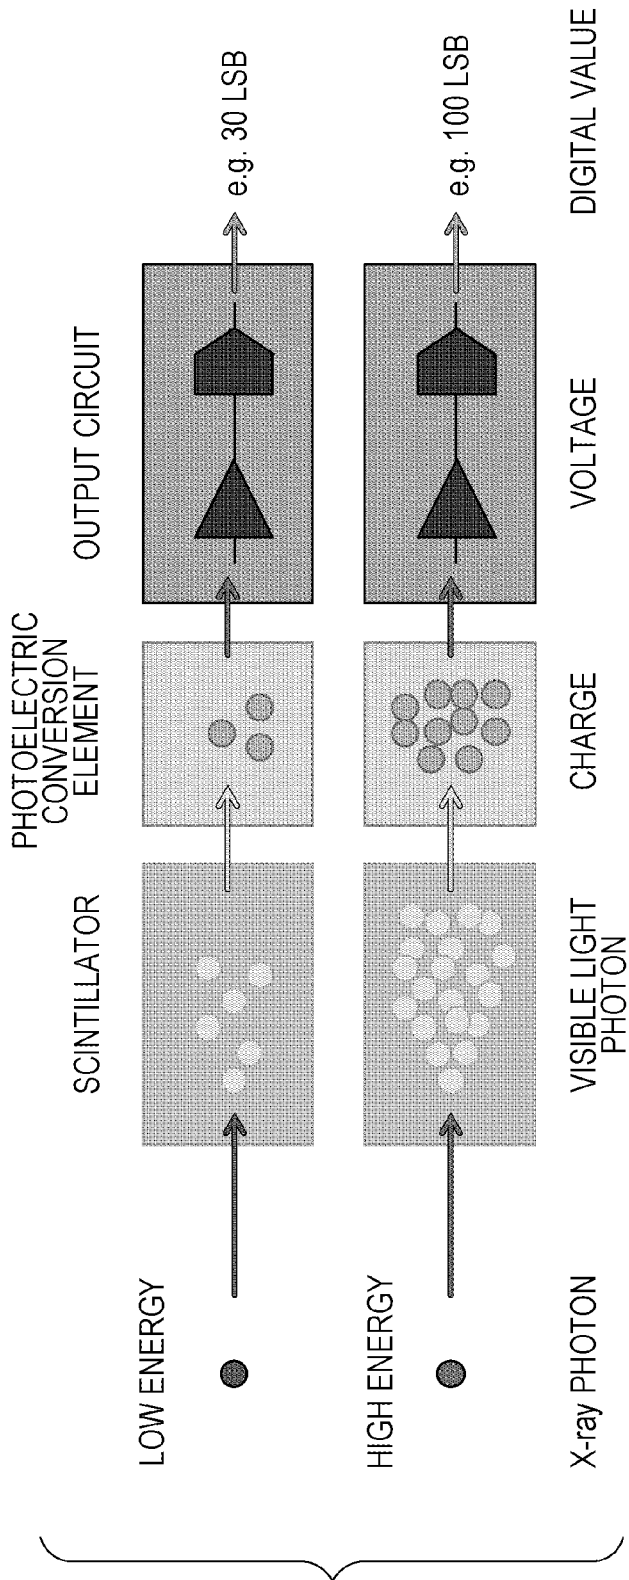 SCINTILLATOR
PHOTOELECTRIC
CONVERSION
ELEMENT
OUTPUT CIRCUIT
LOW ENERGY
e.g. 30 LSB
HIGH ENERGY
e.g. 100 LSB
X-ray PHOTON
VISIBLE LIGHT
PHOTON
CHARGE
VOLTAGE
DIGITAL VALUE